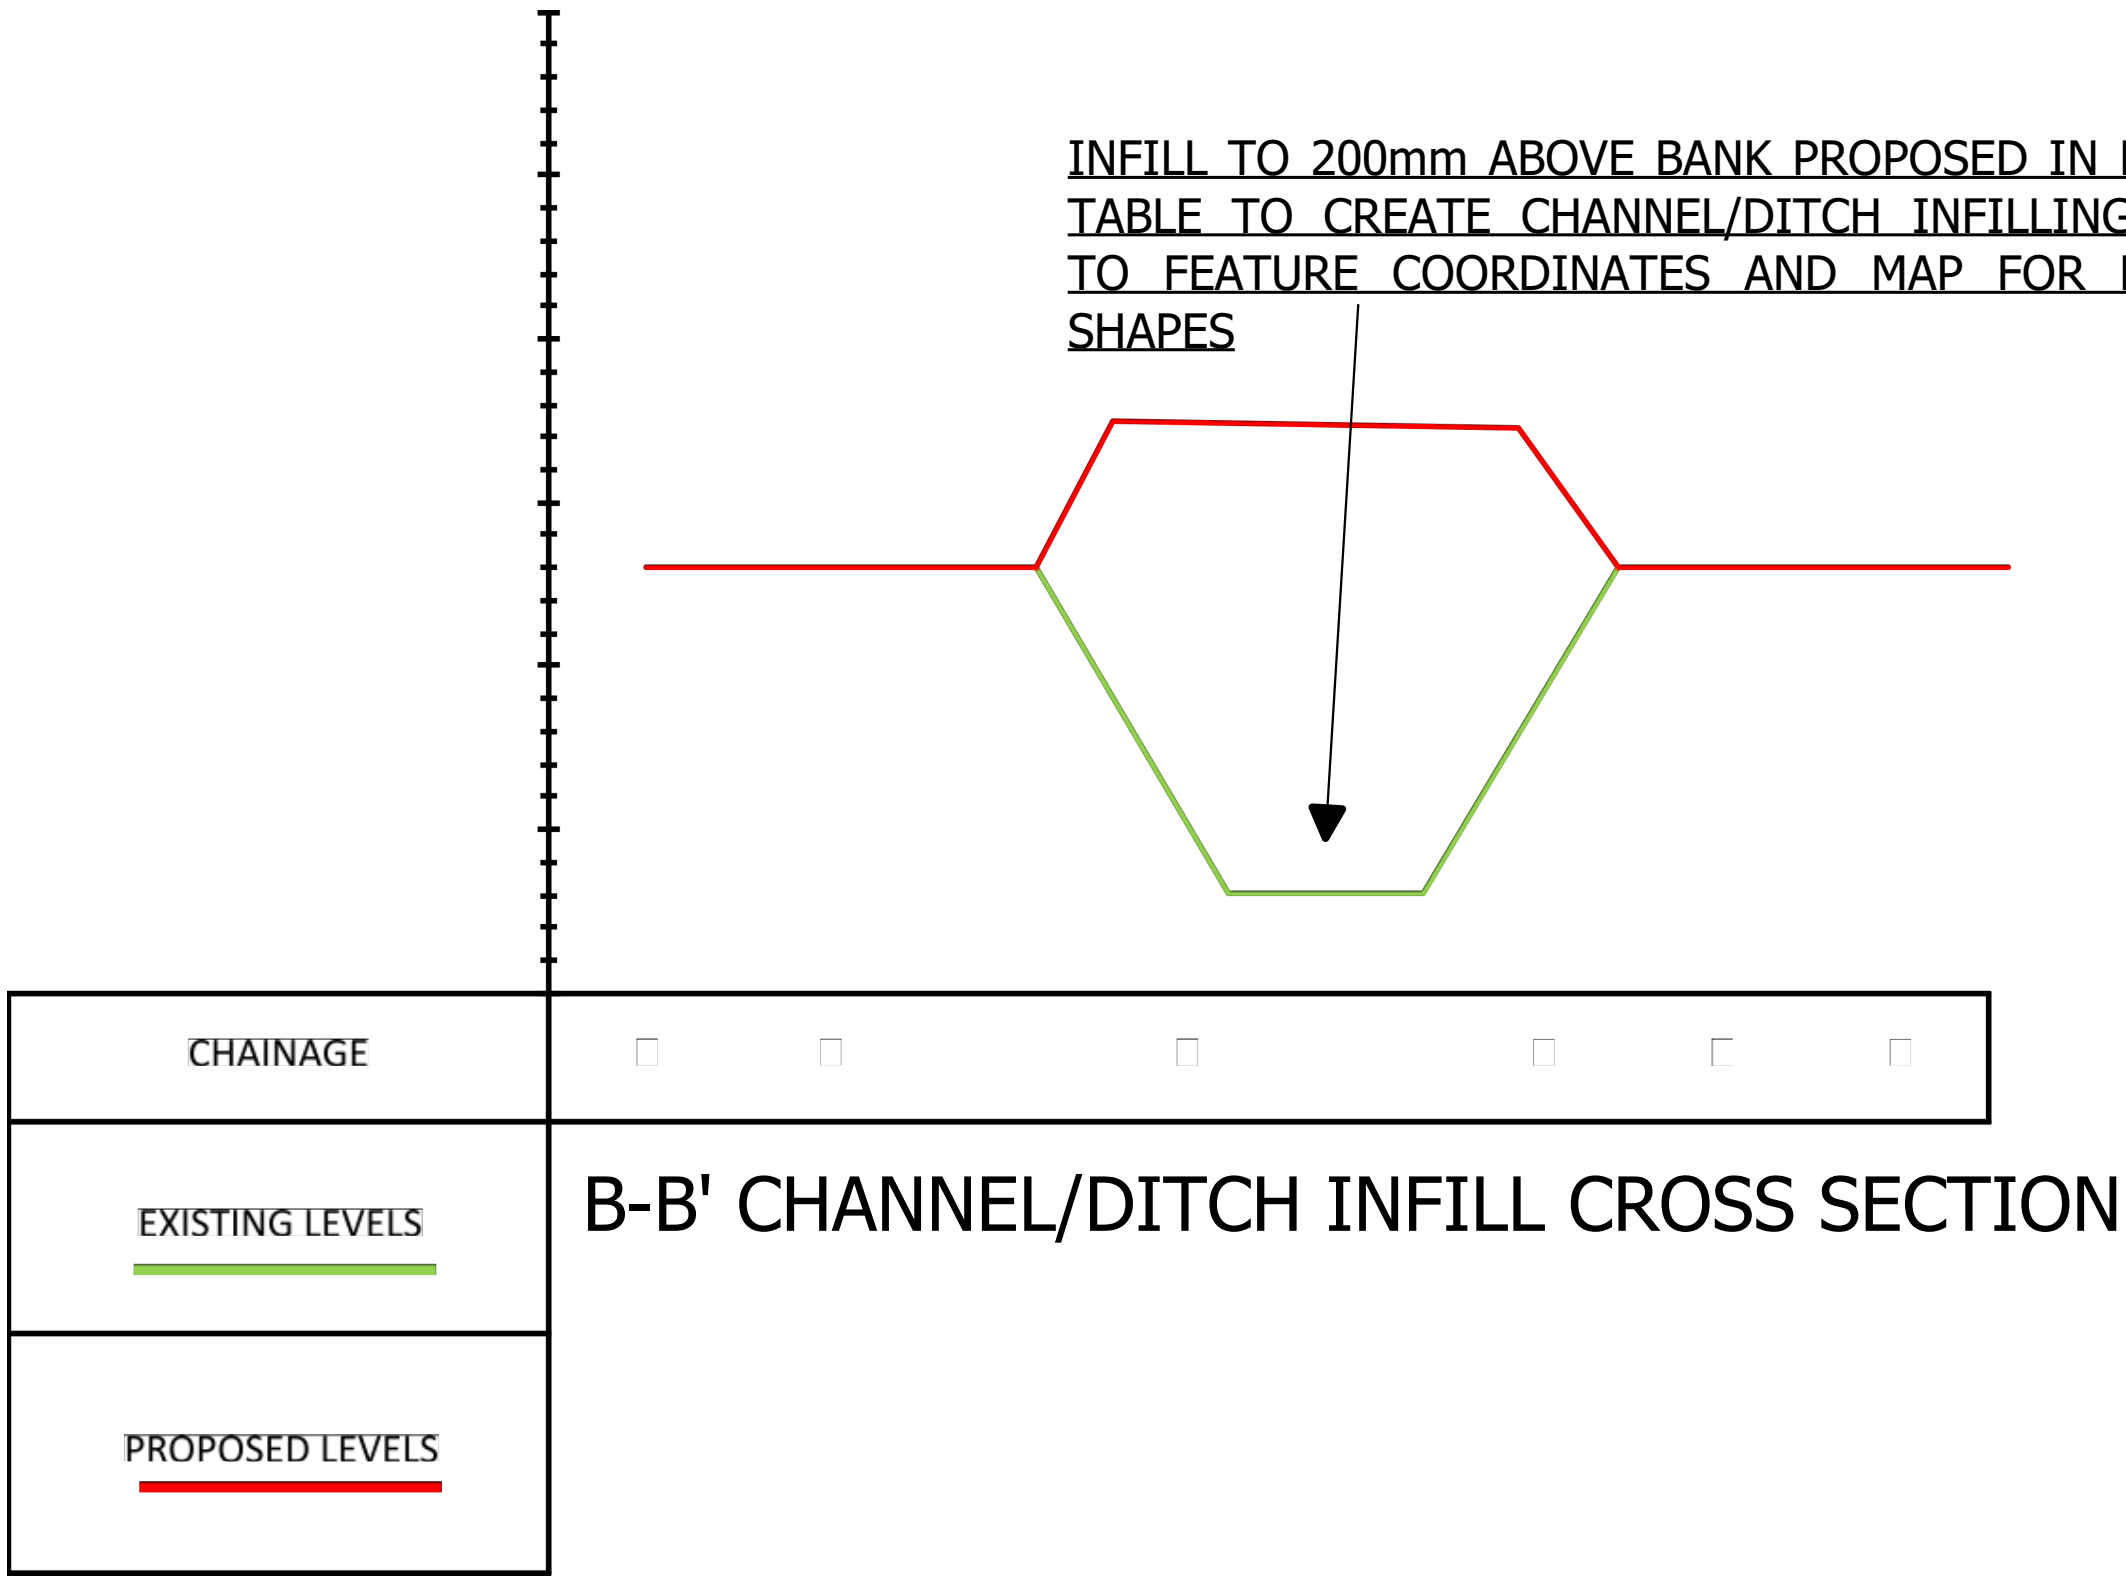 INFILL TO 200mm ABOVE BANK PROPOSED IN
TABLE TO CREATE CHANNEL/DITCH INFILLING
TO FEATURE COORDINATES AND MAP FOR
SHAPES
CHAINAGE
EXISTING LEVELS
B-B' CHANNEL/DITCH INFILL CROSS SECTION
PROPOSED LEVELS